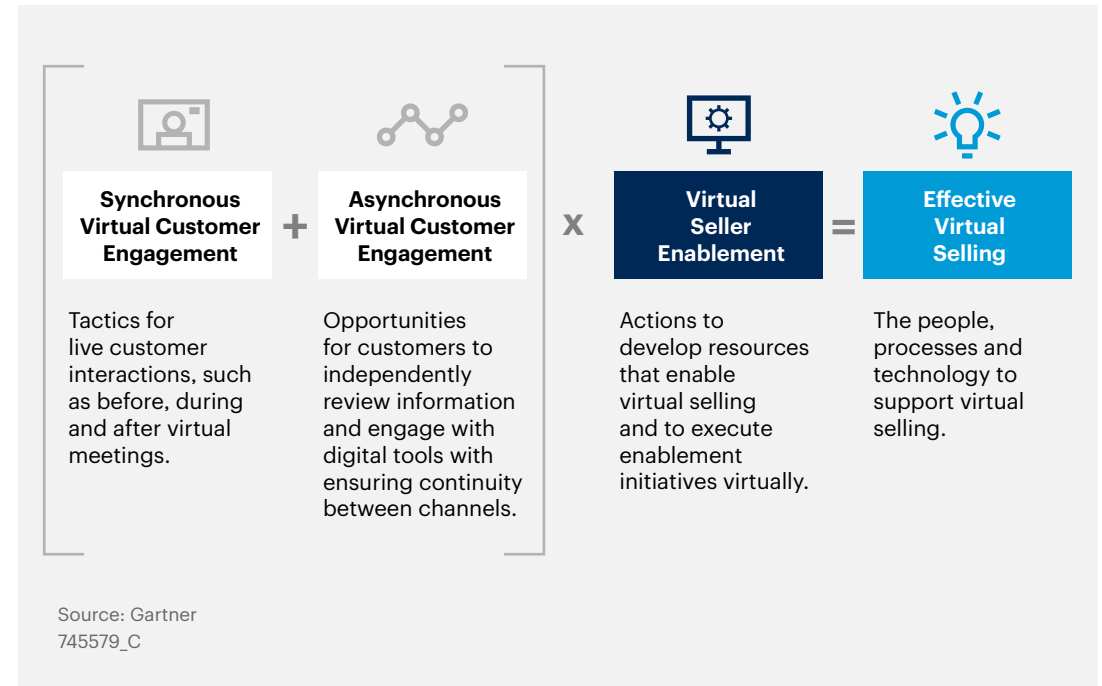 Synchronous
Virtual Customer
Engagement
+
Asynchronous
Virtual Customer
Engagement
x
Virtual
Seller
Enablement
=
Effective
Virtual
Selling
Tactics for
live customer
interactions, such
as before, during
and after virtual
meetings.
Opportunities
for customers to
independently
review information
and engage with
digital tools with
ensuring continuity
between channels.
Actions to
develop resources
that enable
virtual selling
and to execute
enablement
initiatives virtually.
The people,
processes and
technology to
support virtual
selling.
Source: Gartner
745579_C